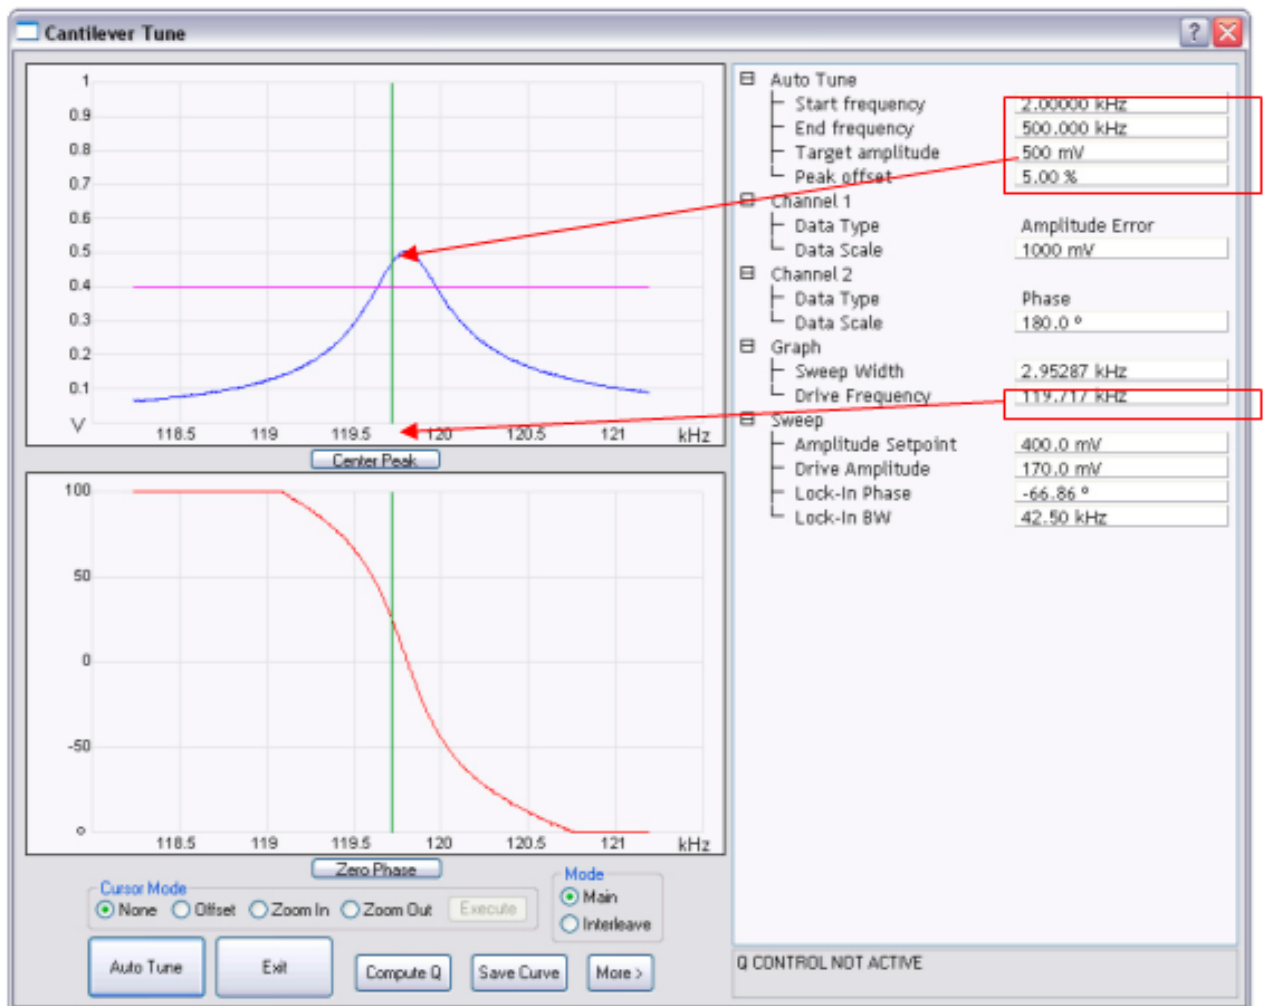 Cantilever Tune
?
1
0.9
0.8
0.7
0.6
0.5
0.4
0.3
0.2
0.1
V
118.5 119 119.5 120 120.5 121 kHz
Center Peak
100
50
0
-50
°
118.5 119 119.5 120 120.5 121 kHz
Zero Phase
Cursor Mode
None Offset Zoom In Zoom Out Execute
Mode
Main
Interleave
Auto Tune Exit Compute Q Save Curve More >
Auto Tune
Start frequency 2.00000 kHz
End frequency 500.000 kHz
Target amplitude 500 mV
Peak offset 5.00 %
Channel 1
Data Type Amplitude Error
Data Scale 1000 mV
Channel 2
Data Type Phase
Data Scale 180.0 °
Graph
Sweep Width 2.95287 kHz
Drive Frequency 119.717 kHz
Sweep
Amplitude Setpoint 400.0 mV
Drive Amplitude 170.0 mV
Lock-In Phase -66.86 °
Lock-In BW 42.50 kHz
Q CONTROL NOT ACTIVE